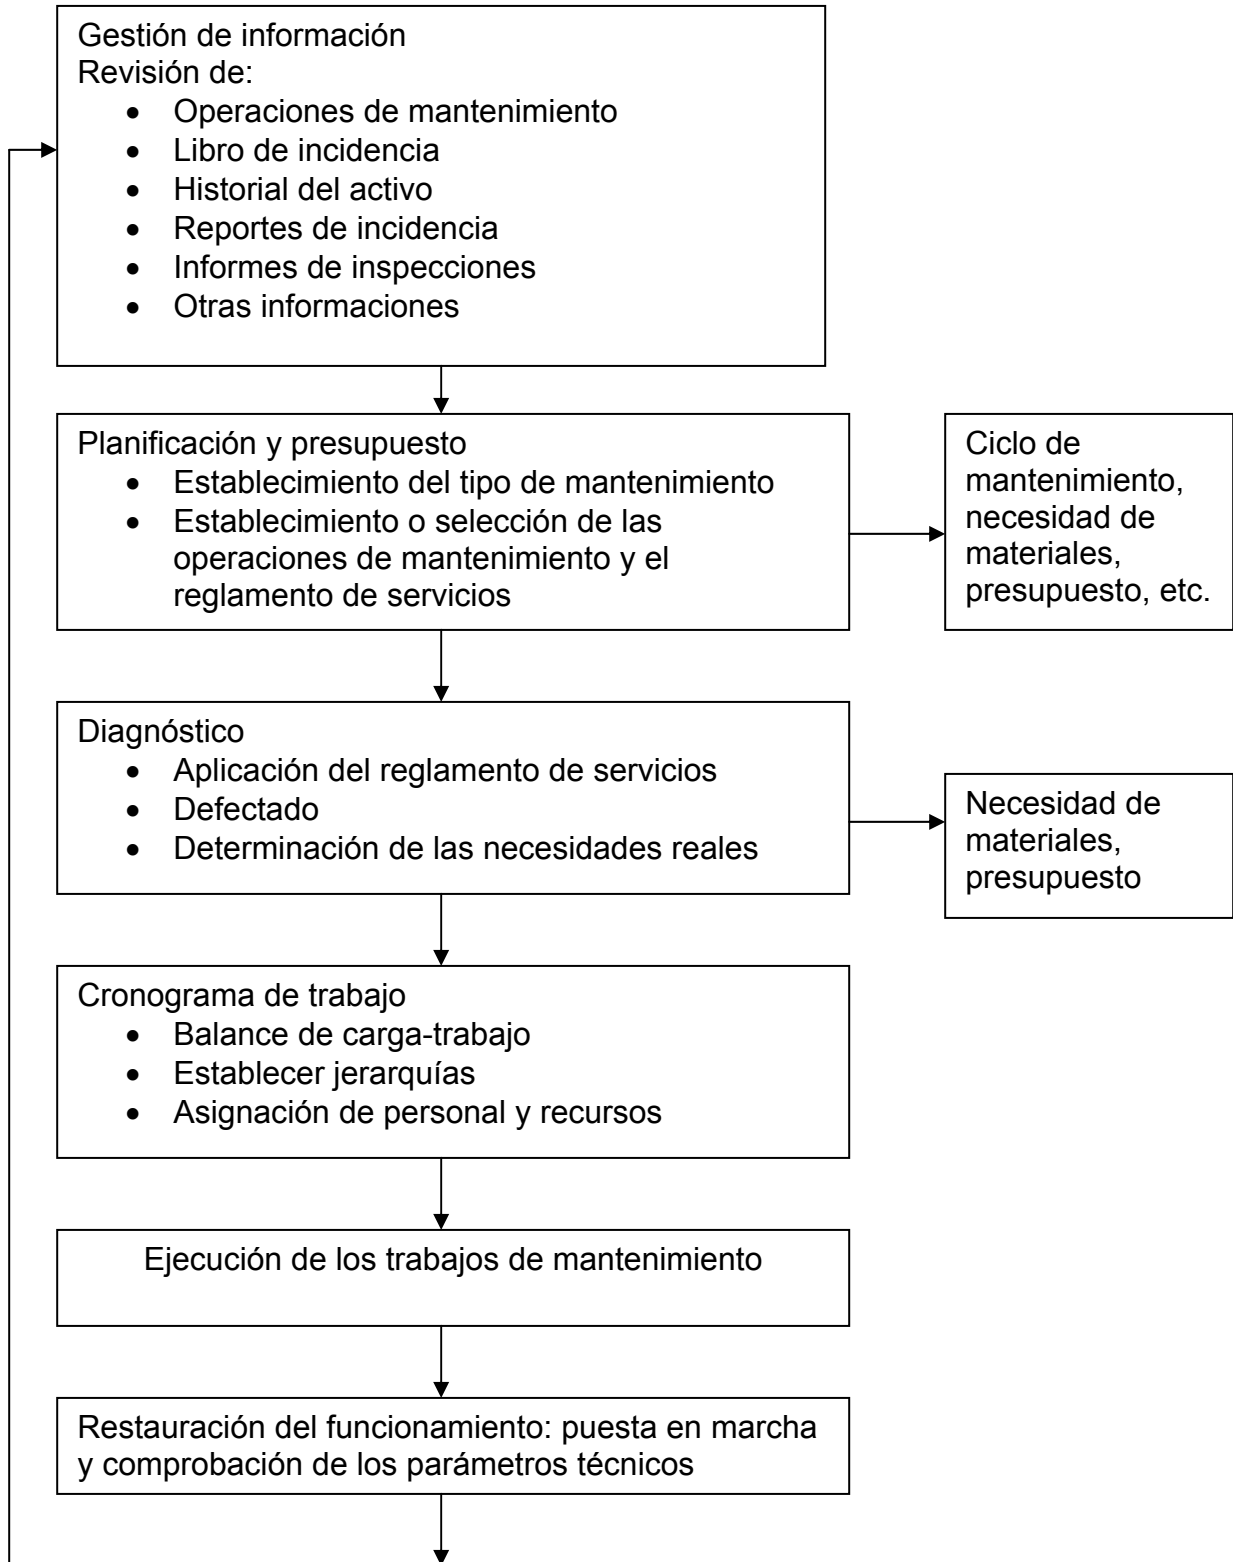 Gestión de información
Revisión de:
• Operaciones de mantenimiento
• Libro de incidencia
• Historial del activo
• Reportes de incidencia
• Informes de inspecciones
• Otras informaciones
Planificación y presupuesto
• Establecimiento del tipo de mantenimiento
• Establecimiento o selección de las
operaciones de mantenimiento y el
reglamento de servicios
Ciclo de
mantenimiento,
necesidad de
materiales,
presupuesto, etc.
Diagnóstico
• Aplicación del reglamento de servicios
• Defectado
• Determinación de las necesidades reales
Necesidad de
materiales,
presupuesto
Cronograma de trabajo
• Balance de carga-trabajo
• Establecer jerarquías
• Asignación de personal y recursos
Ejecución de los trabajos de mantenimiento
Restauración del funcionamiento: puesta en marcha
y comprobación de los parámetros técnicos